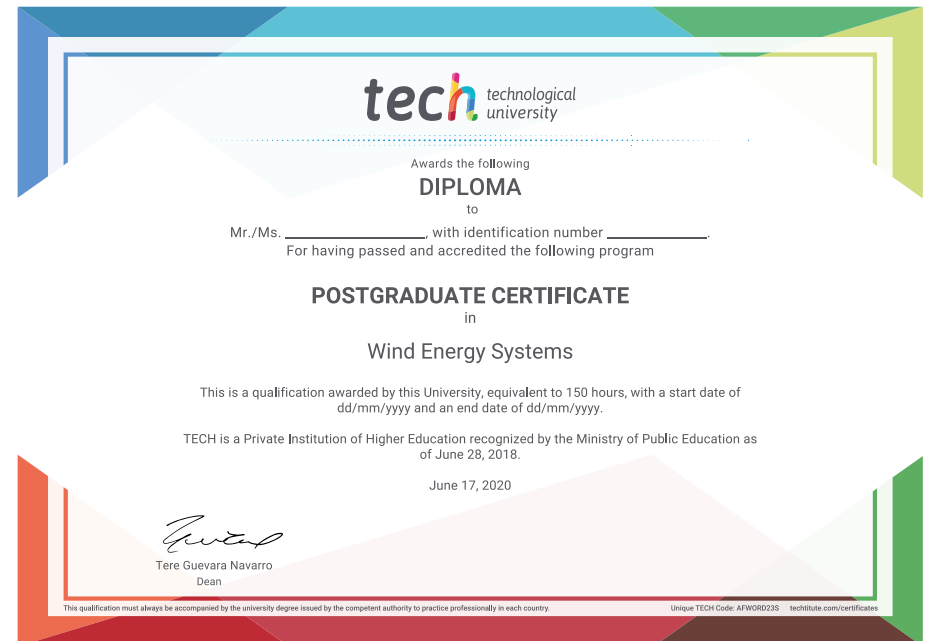 tech technological
university
Awards the following
DIPLOMA
to
Mr./Ms. ____________________, with identification number ______________.
For having passed and accredited the following program
POSTGRADUATE CERTIFICATE
in
Wind Energy Systems
This is a qualification awarded by this University, equivalent to 150 hours, with a start date of
dd/mm/yyyy and an end date of dd/mm/yyyy.
TECH is a Private Institution of Higher Education recognized by the Ministry of Public Education as
of June 28, 2018.
June 17, 2020
Tere Guevara Navarro
Dean
This qualification must always be accompanied by the university degree issued by the competent authority to practice professionally in each country. Unique TECH Code: AFWORD23S techtitute.com/certificates